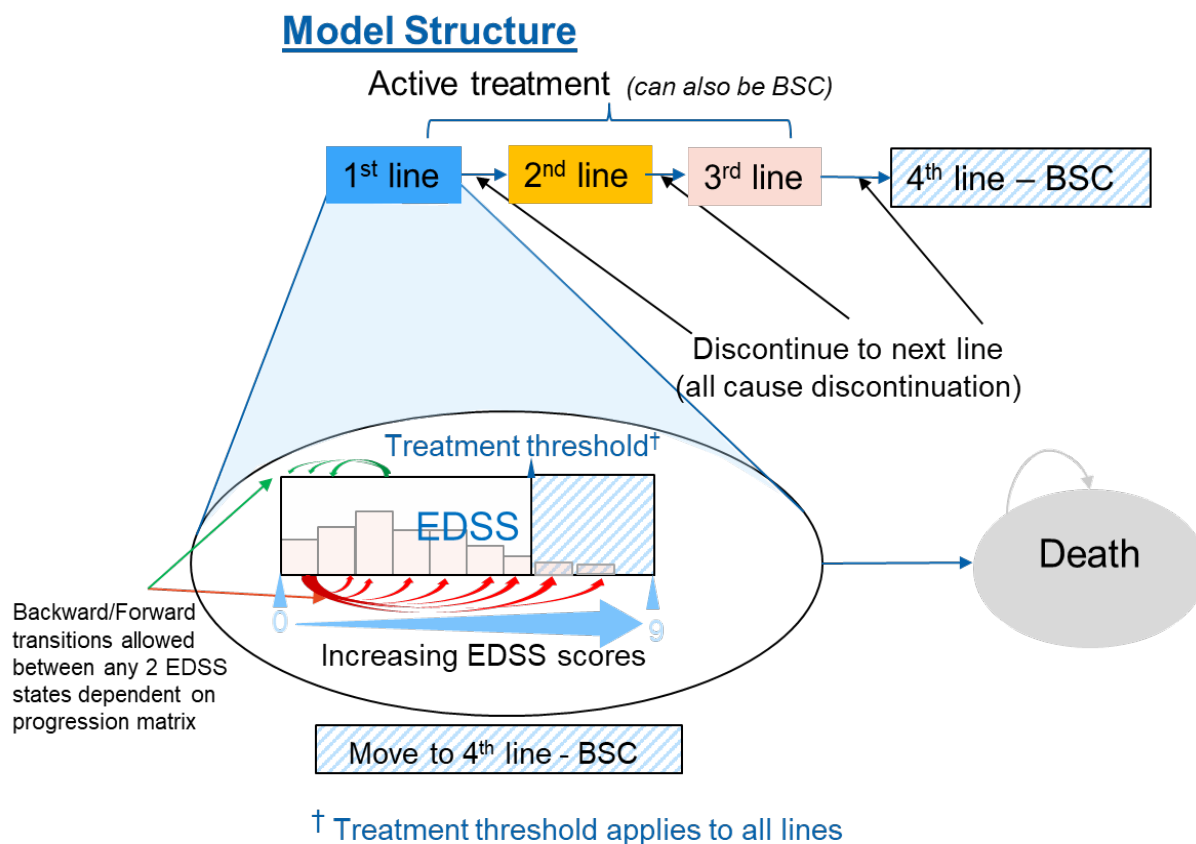 Model Structure
Active treatment (can also be BSC)
1st line
2nd line
3rd line
4th line – BSC
Discontinue to next line
(all cause discontinuation)
Treatment threshold†
EDSS
Death
Backward/Forward
transitions allowed
between any 2 EDSS
states dependent on
progression matrix
0
9
Increasing EDSS scores
Move to 4th line - BSC
† Treatment threshold applies to all lines